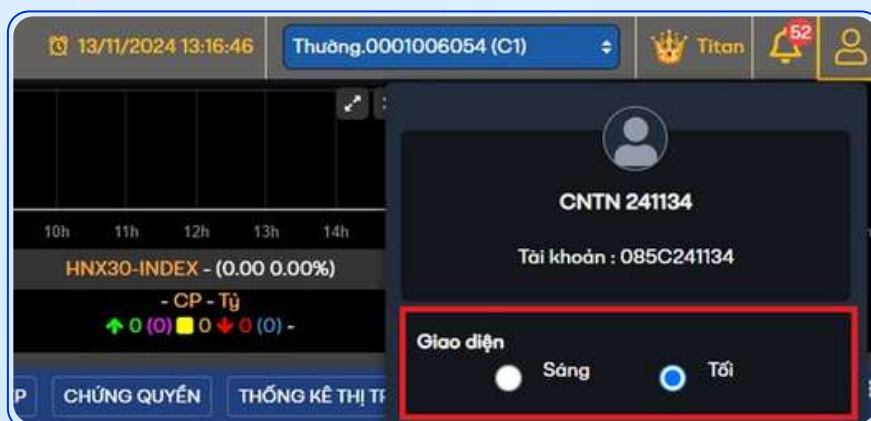 13/11/2024 13:16:46 Thường.0001006054 (C1) Titan 52
CNTN 241134
Tài khoản : 085C241134
10h 11h 12h 13h 14h
HNX30-INDEX - (0.00 0.00%)
- CP - Tỷ
0 (0) 0 0 (0) -
Giao diện
Sáng Tối
P CHỨNG QUYỀN THỐNG KÊ THỊ TR